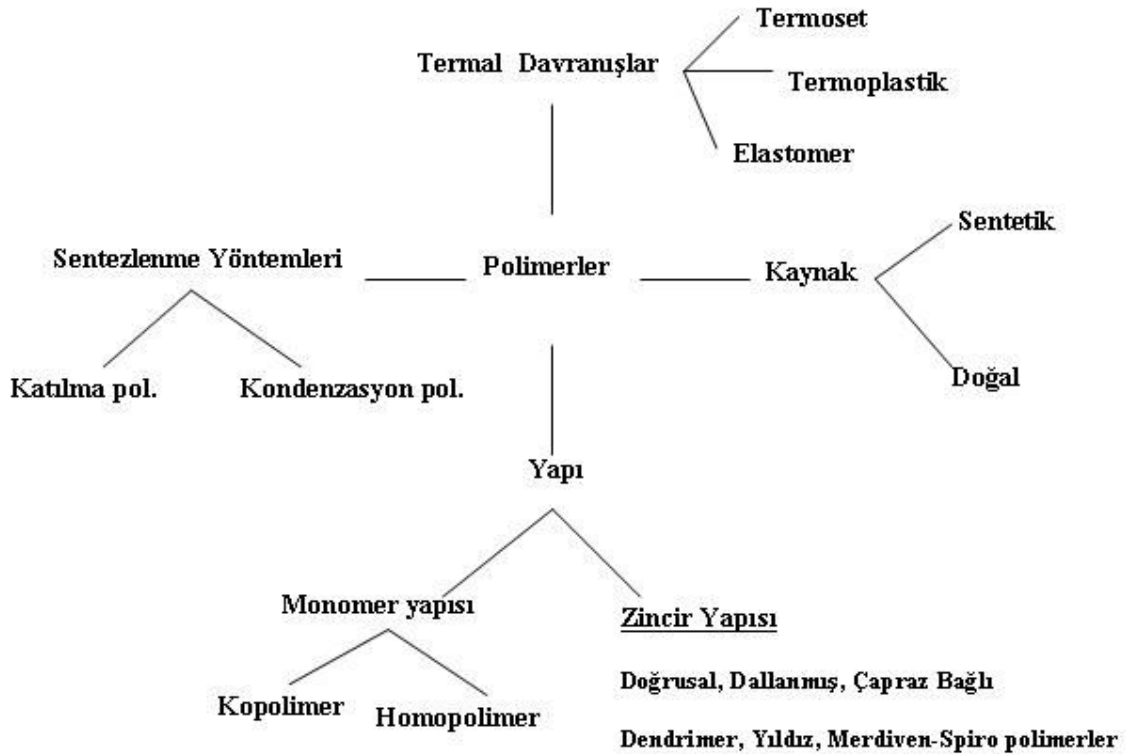 Termoset
Termal Davranışlar
Termoplastik
Elastomer
Sentetik
Sentezlenme Yöntemleri
Polimerler
Kaynak
Katılma pol.
Kondenzasyon pol.
Doğal
Yapı
Monomer yapısı
Zincir Yapısı
Kopolimer
Homopolimer
Doğrusal, Dallanmış, Çapraz Bağlı
Dendrimer, Yıldız, Merdiven-Spiro polimerler